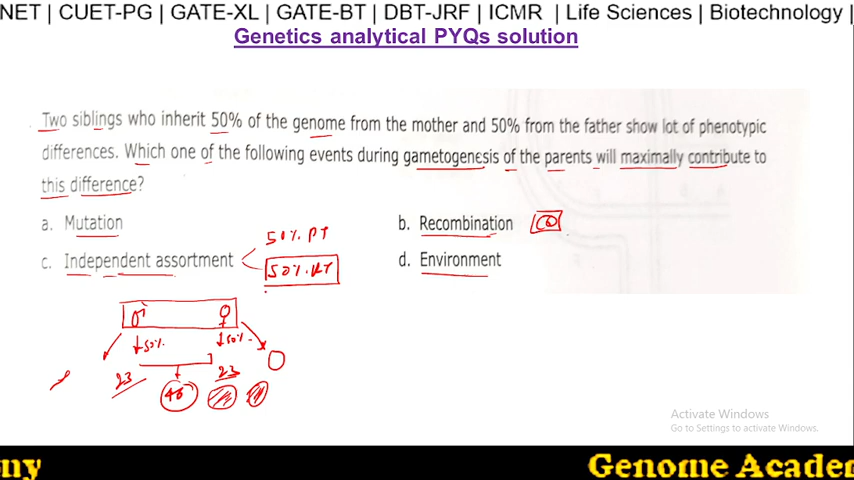 NET | CUET-PG | GATE-XL | GATE-BT | DBT-JRF | ICMR | Life Sciences | Biotechnology |
Genetics analytical PYQs solution
Two siblings who inherit 50% of the genome from the mother and 50% from the father show lot of phenotypic
differences. Which one of the following events during gametogenesis of the parents will maximally contribute to
this difference?
a. Mutation
b. Recombination
50%. PT
c. Independent assortment
50%. RT
d. Environment
♂ ♀
50%. 50%.
23 23
46
Activate Windows
Go to Settings to activate Windows.
my
Genome Acader